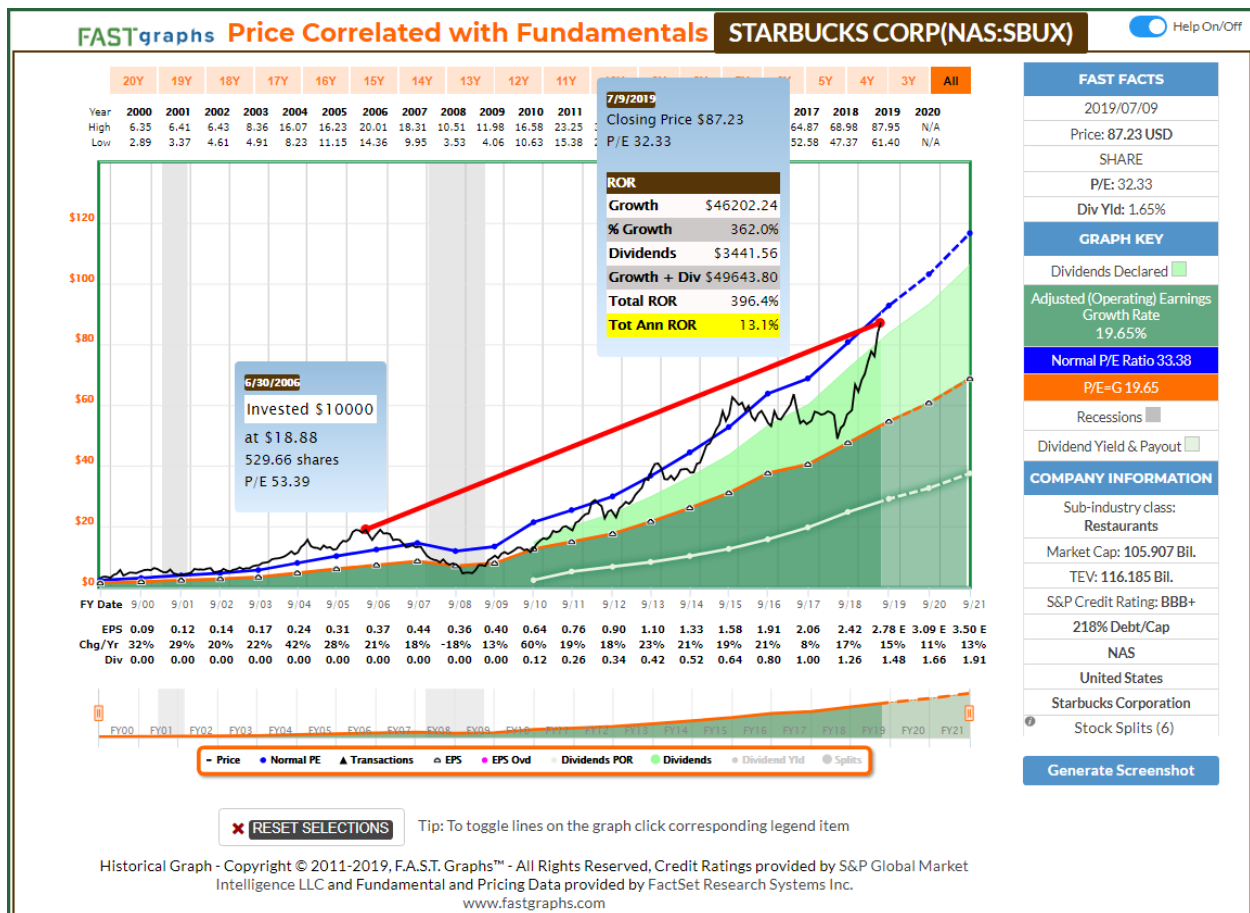 FAST graphs Price Correlated with Fundamentals STARBUCKS CORP(NAS:SBUX) Help On/Off
20Y 19Y 18Y 17Y 16Y 15Y 14Y 13Y 12Y 11Y 5Y 4Y 3Y All
Year 2000 2001 2002 2003 2004 2005 2006 2007 2008 2009 2010 2011 2017 2018 2019 2020
High 6.35 6.41 6.43 8.36 16.07 16.23 20.01 18.31 10.51 11.98 16.58 23.25 64.87 68.98 87.95 N/A
Low 2.89 3.37 4.61 4.91 8.23 11.15 14.36 9.95 3.53 4.06 10.63 15.38 52.58 47.37 61.40 N/A
7/9/2019
Closing Price $87.23
P/E 32.33
ROR
Growth $46202.24
% Growth 362.0%
Dividends $3441.56
Growth + Div $49643.80
Total ROR 396.4%
Tot Ann ROR 13.1%
6/30/2006
Invested $10000
at $18.88
529.66 shares
P/E 53.39
$120
$100
$80
$60
$40
$20
$0
FY Date 9/00 9/01 9/02 9/03 9/04 9/05 9/06 9/07 9/08 9/09 9/10 9/11 9/12 9/13 9/14 9/15 9/16 9/17 9/18 9/19 9/20 9/21
EPS 0.09 0.12 0.14 0.17 0.24 0.31 0.37 0.44 0.36 0.40 0.64 0.76 0.90 1.10 1.33 1.58 1.91 2.06 2.42 2.78 E 3.09 E 3.50 E
Chg/Yr 32% 29% 20% 22% 42% 28% 21% 18% -18% 13% 60% 19% 18% 23% 21% 19% 21% 8% 17% 15% 11% 13%
Div 0.00 0.00 0.00 0.00 0.00 0.00 0.00 0.00 0.00 0.00 0.12 0.26 0.34 0.42 0.52 0.64 0.80 1.00 1.26 1.48 1.66 1.91
FY00 FY01 FY02 FY03 FY04 FY05 FY06 FY07 FY08 FY09 FY10 FY11 FY12 FY13 FY14 FY15 FY16 FY17 FY18 FY19 FY20 FY21
Price Normal PE Transactions EPS EPS Ovd Dividends POR Dividends Dividend Yld Splits
RESET SELECTIONS Tip: To toggle lines on the graph click corresponding legend item
Historical Graph - Copyright © 2011-2019, F.A.S.T. Graphs™ - All Rights Reserved, Credit Ratings provided by S&P Global Market
Intelligence LLC and Fundamental and Pricing Data provided by FactSet Research Systems Inc.
www.fastgraphs.com
FAST FACTS
2019/07/09
Price: 87.23 USD
SHARE
P/E: 32.33
Div Yld: 1.65%
GRAPH KEY
Dividends Declared
Adjusted (Operating) Earnings
Growth Rate
19.65%
Normal P/E Ratio 33.38
P/E=G 19.65
Recessions
Dividend Yield & Payout
COMPANY INFORMATION
Sub-industry class:
Restaurants
Market Cap: 105.907 Bil.
TEV: 116.185 Bil.
S&P Credit Rating: BBB+
218% Debt/Cap
NAS
United States
Starbucks Corporation
Stock Splits (6)
Generate Screenshot